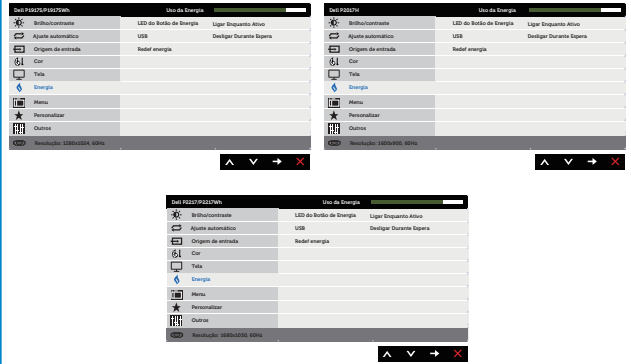 Dell P1917S/P1917SWh Uso da Energia
Brilho/contraste LED do Botão de Energia Ligar Enquanto Ativo
Ajuste automático USB Desligar Durante Espera
Origem de entrada Redef energia
Cor
Tela
Energia
Menu
Personalizar
Outros
Resolução: 1280x1024, 60Hz
Dell P2017H Uso da Energia
Brilho/contraste LED do Botão de Energia Ligar Enquanto Ativo
Ajuste automático USB Desligar Durante Espera
Origem de entrada Redef energia
Cor
Tela
Energia
Menu
Personalizar
Outros
Resolução: 1600x900, 60Hz
Dell P2217/P2217Wh Uso da Energia
Brilho/contraste LED do Botão de Energia Ligar Enquanto Ativo
Ajuste automático USB Desligar Durante Espera
Origem de entrada Redef energia
Cor
Tela
Energia
Menu
Personalizar
Outros
Resolução: 1680x1050, 60Hz